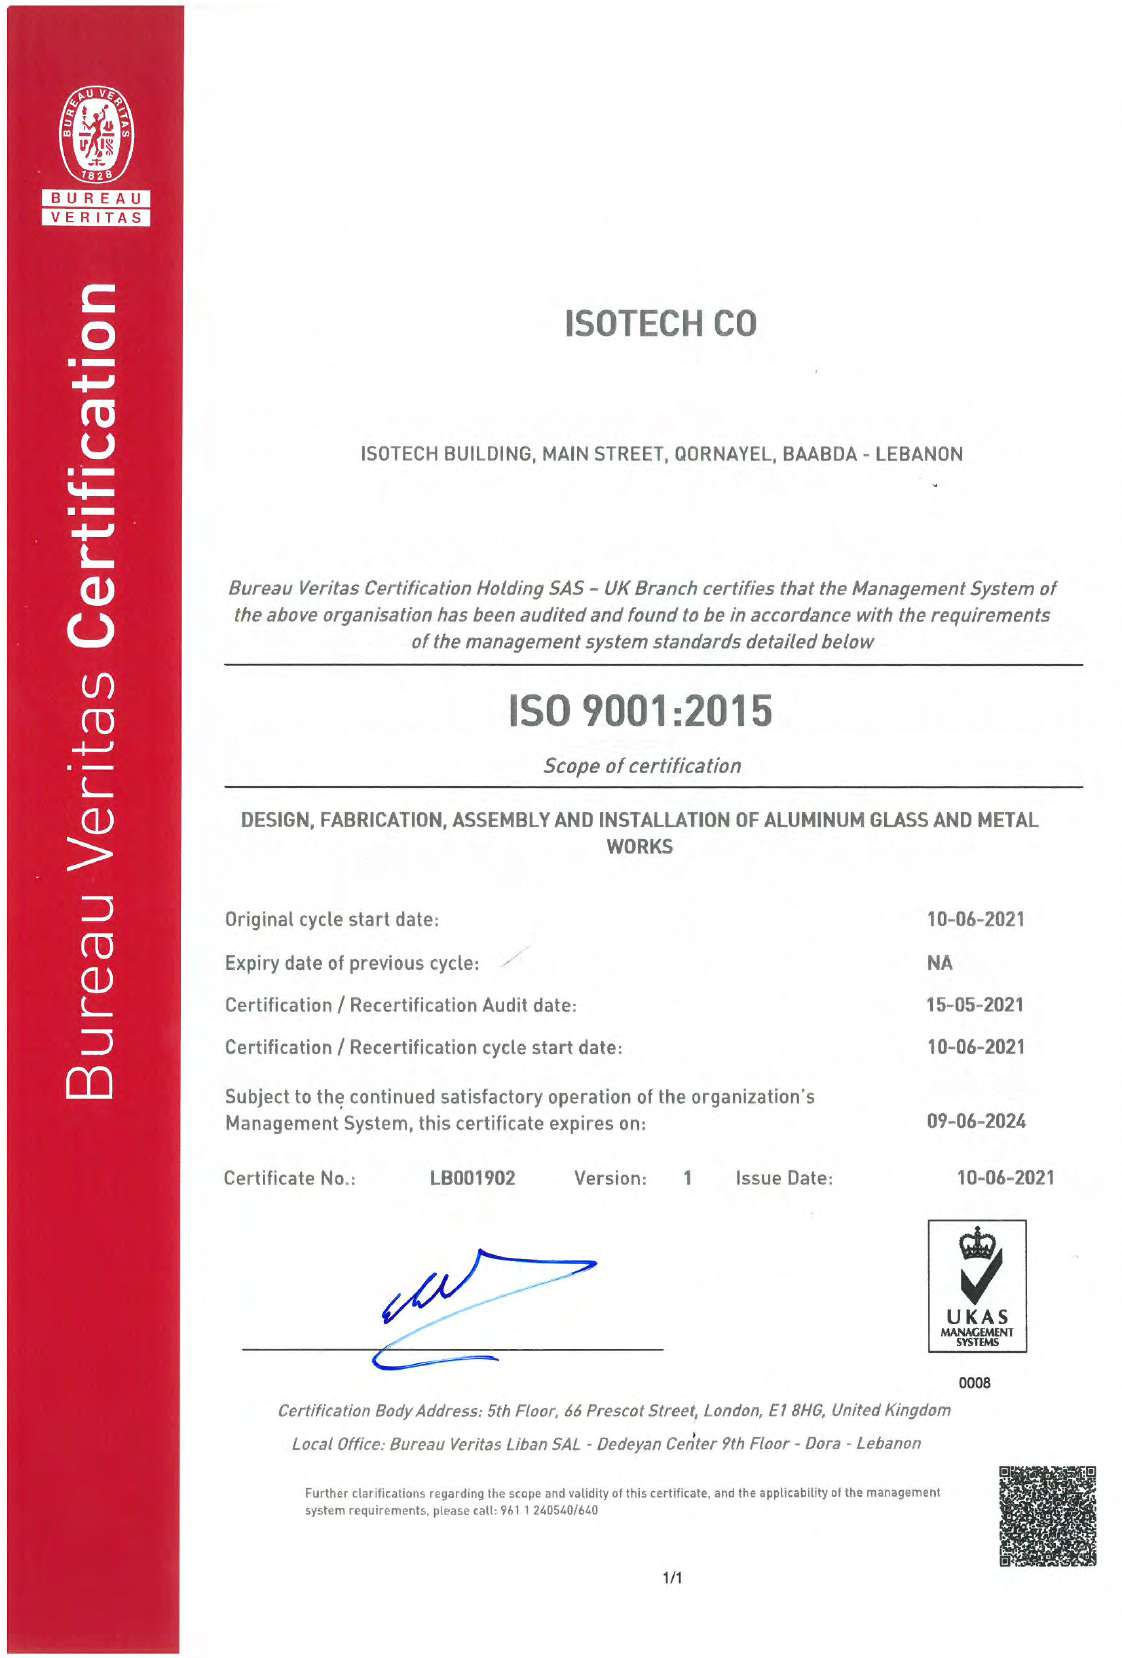 BUREAU VERITAS
1828
BUREAU
VERITAS
Bureau Veritas Certification
ISOTECH CO
ISOTECH BUILDING, MAIN STREET, QORNAYEL, BAABDA - LEBANON
Bureau Veritas Certification Holding SAS – UK Branch certifies that the Management System of
the above organisation has been audited and found to be in accordance with the requirements
of the management system standards detailed below
ISO 9001:2015
Scope of certification
DESIGN, FABRICATION, ASSEMBLY AND INSTALLATION OF ALUMINUM GLASS AND METAL
WORKS
Original cycle start date: 10-06-2021
Expiry date of previous cycle: NA
Certification / Recertification Audit date: 15-05-2021
Certification / Recertification cycle start date: 10-06-2021
Subject to the continued satisfactory operation of the organization's
Management System, this certificate expires on: 09-06-2024
Certificate No.: LB001902 Version: 1 Issue Date: 10-06-2021
UKAS
MANAGEMENT
SYSTEMS
0008
Certification Body Address: 5th Floor, 66 Prescot Street, London, E1 8HG, United Kingdom
Local Office: Bureau Veritas Liban SAL - Dedeyan Center 9th Floor - Dora - Lebanon
Further clarifications regarding the scope and validity of this certificate, and the applicability of the management
system requirements, please call: 961 1 240540/640
1/1